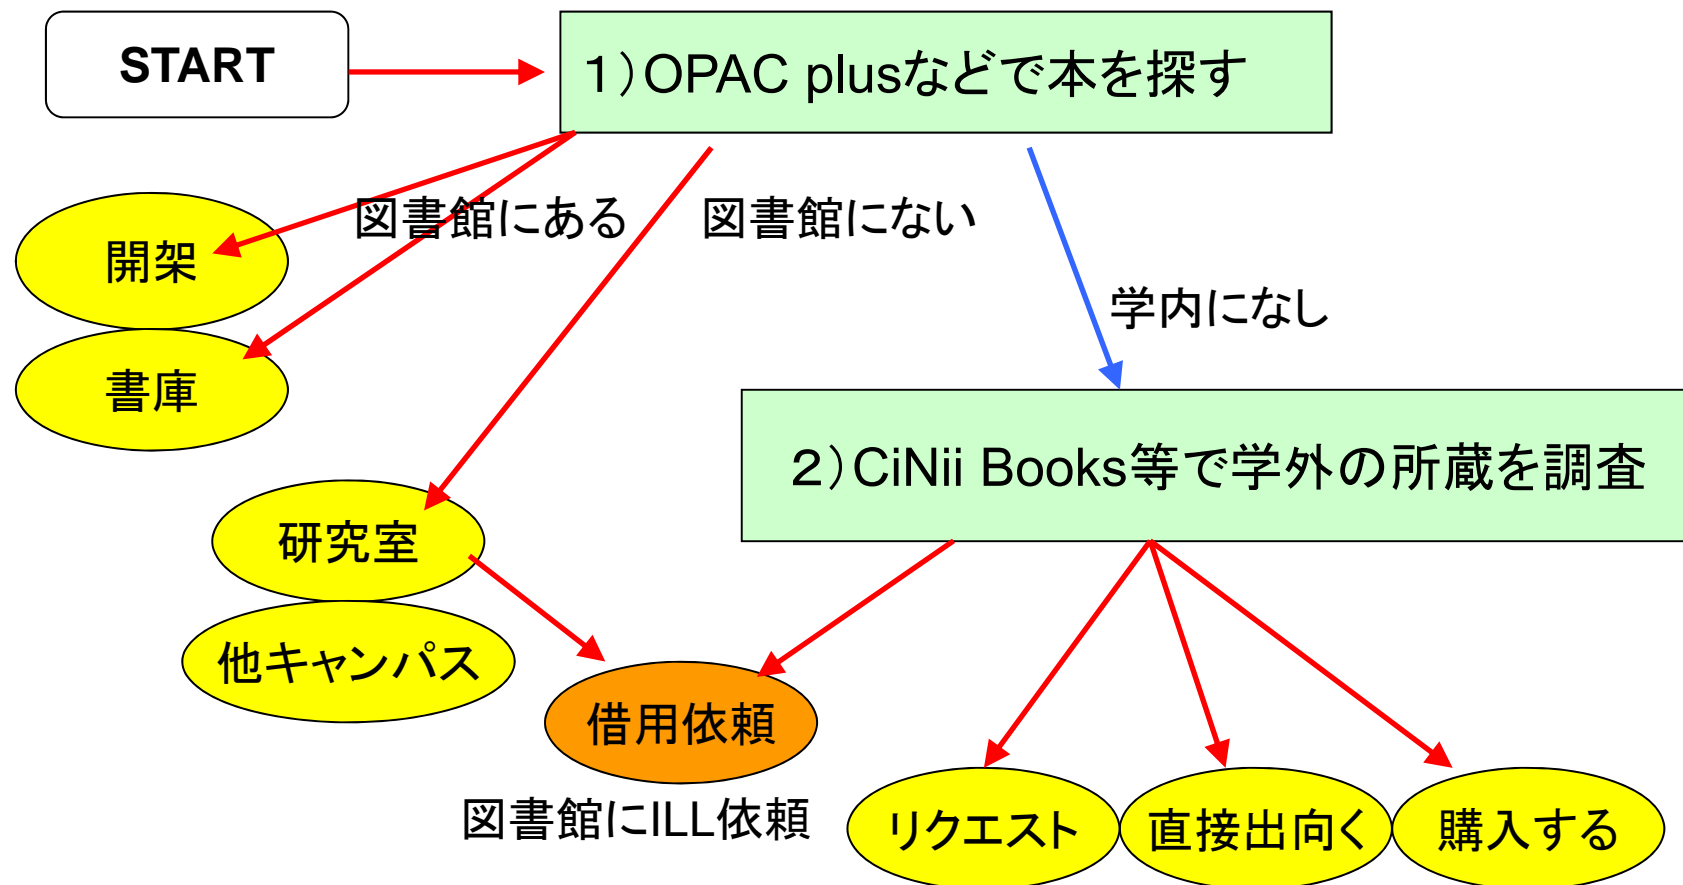 START
１）OPAC plusなどで本を探す
図書館にある
図書館にない
開架
学内になし
書庫
２）CiNii Books等で学外の所蔵を調査
研究室
他キャンパス
借用依頼
図書館にILL依頼
リクエスト
直接出向く
購入する